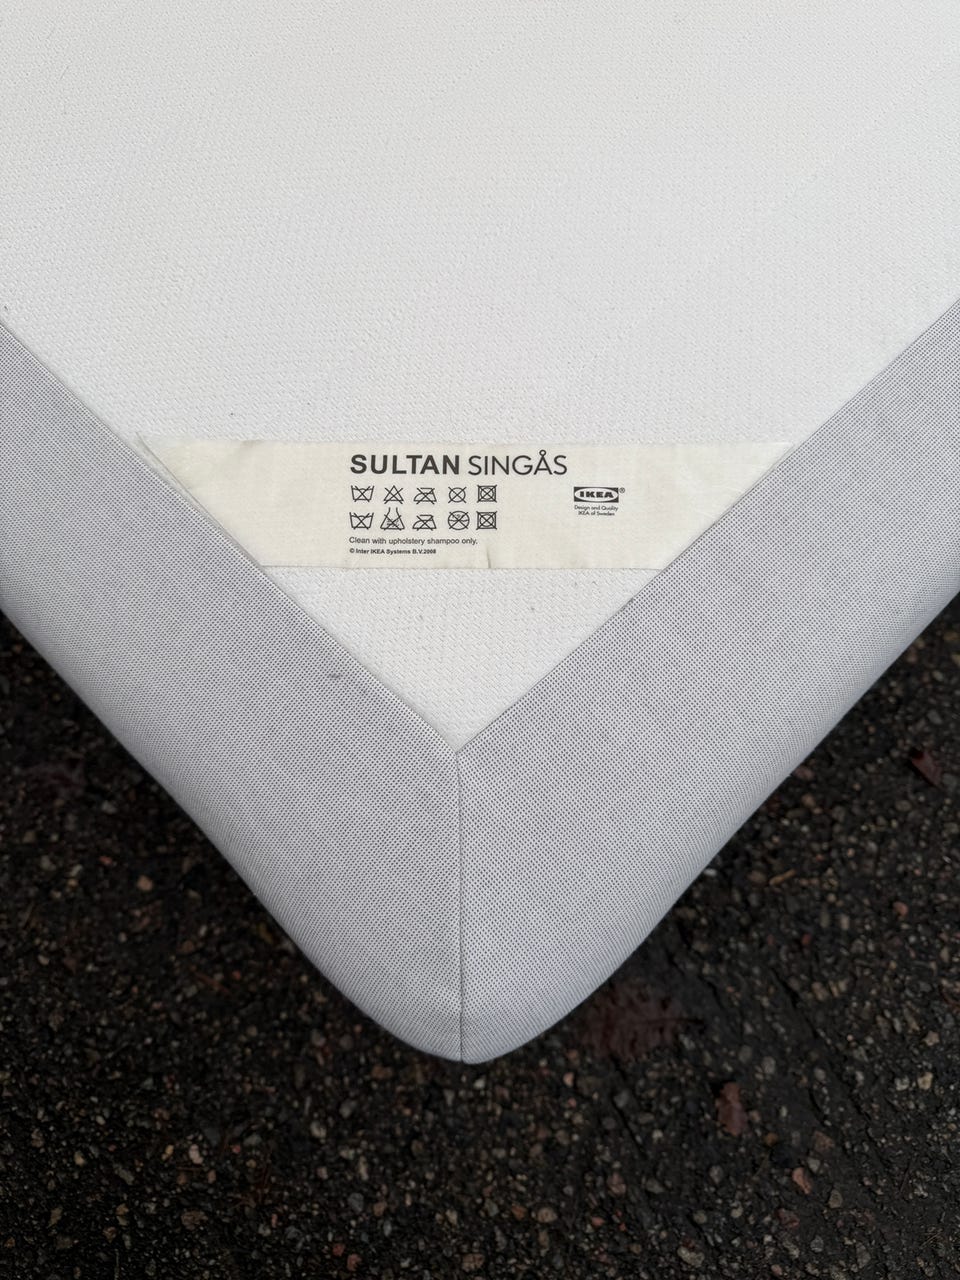 SULTAN SINGÅS
IKEA®
Design and Quality
IKEA of Sweden
Clean with upholstery shampoo only.
© Inter IKEA Systems B.V.2008